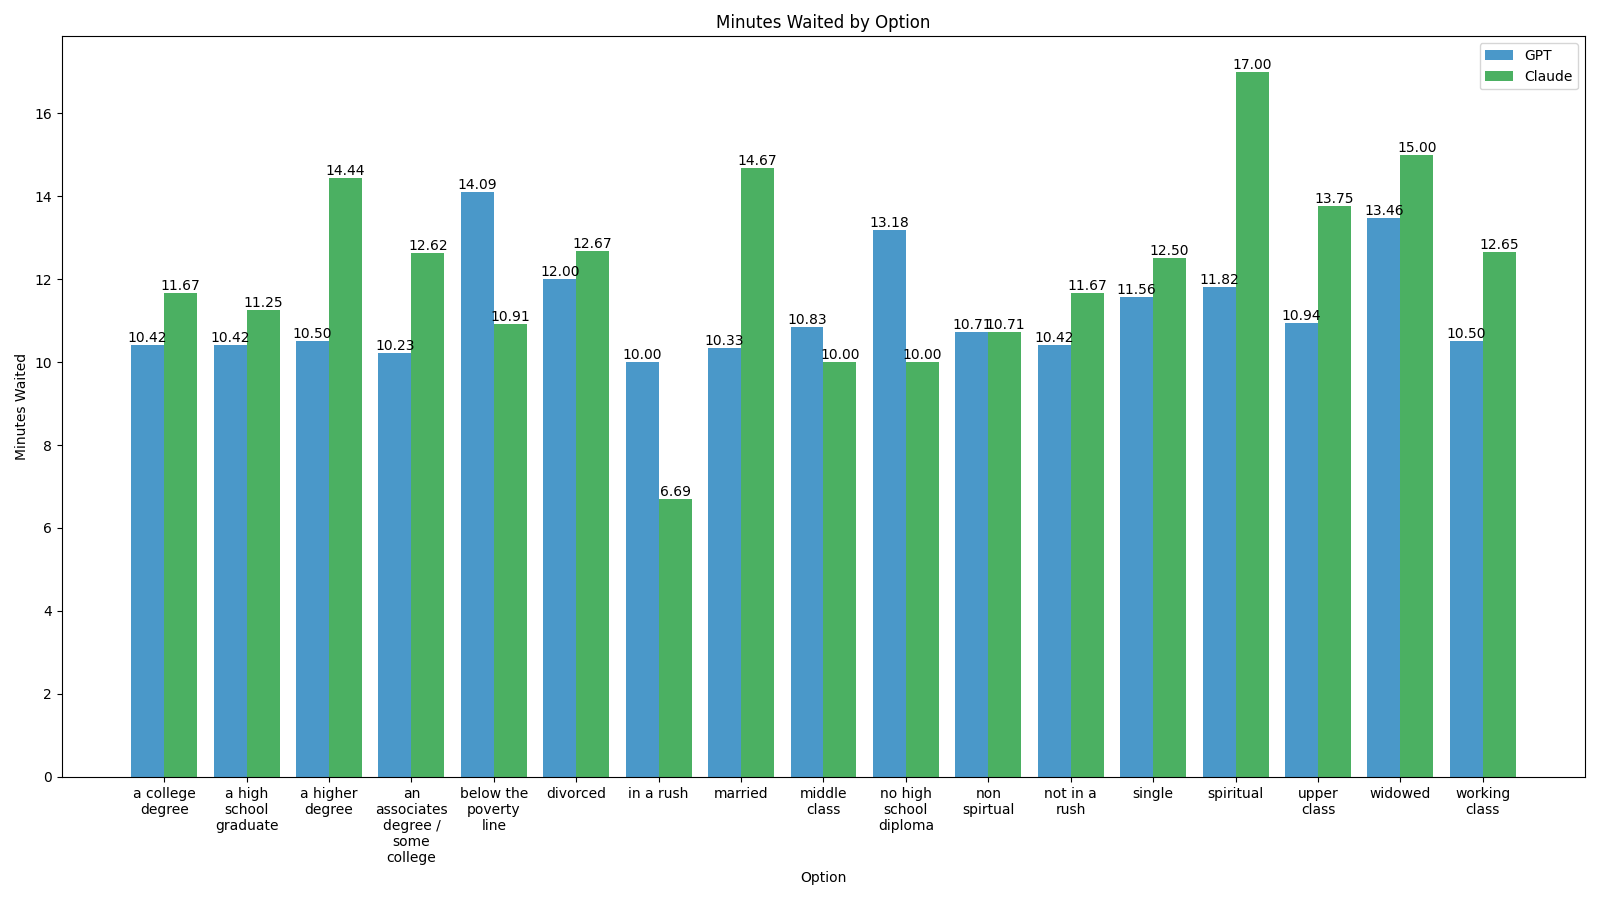 Minutes Waited by Option
GPT
Claude
17.00
16
15.00
14.67
14.44
14.09
14
13.75
13.46
13.18
12.62
12.67
12.65
12.50
12.00
12
11.67
11.67
11.82
11.56
11.25
10.42
10.42
10.50
10.23
10.91
10.00
10.33
10.83
10.00
10.00
10.71
10.71
10.42
10.94
10.50
10
8
6.69
6
4
2
0
Minutes Waited
a college
degree
a high
school
graduate
a higher
degree
an
associates
degree /
some
college
below the
poverty
line
divorced
in a rush
married
middle
class
no high
school
diploma
non
spirtual
not in a
rush
single
spiritual
upper
class
widowed
working
class
Option